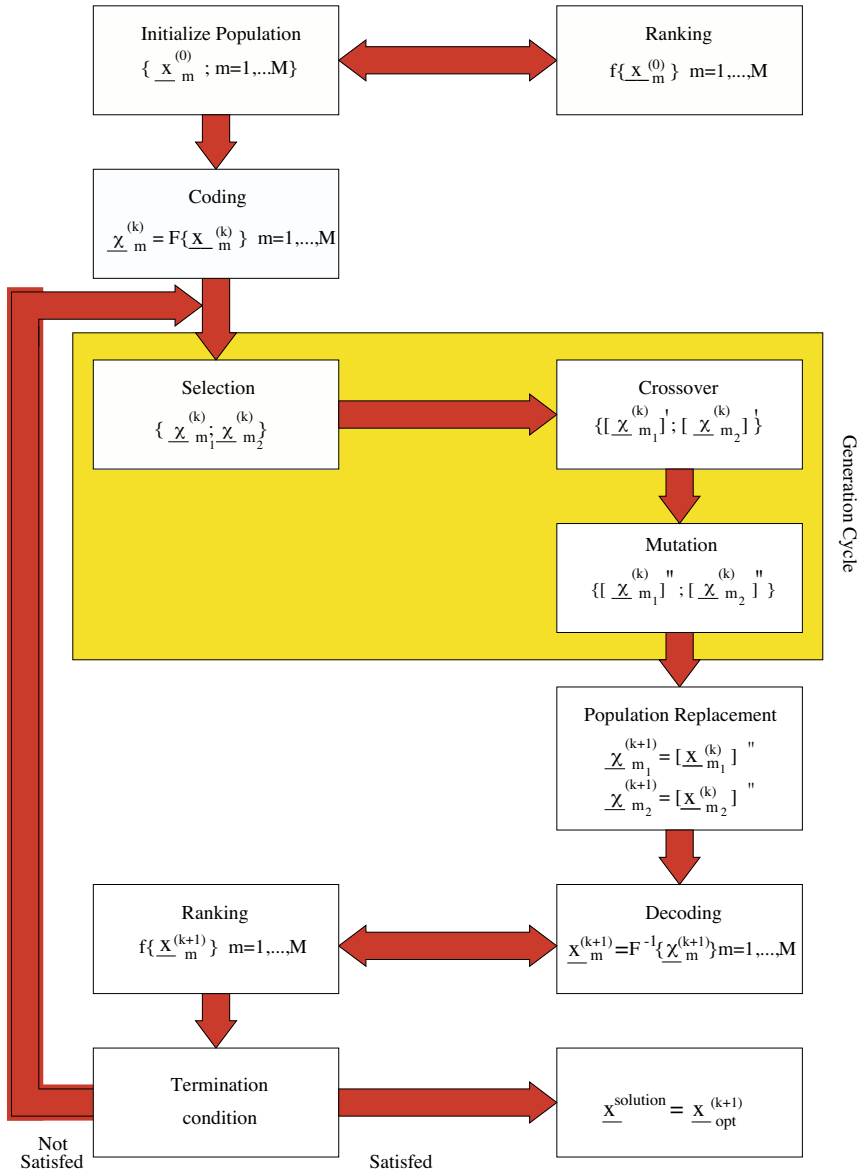 Initialize Population
{ x_m^(0) ; m=1,...M}
Ranking
f{x_m^(0)} m=1,...,M
Coding
χ_m^(k) = F{x_m^(k)} m=1,...,M
Selection
{ χ_m1^(k); χ_m2^(k)}
Crossover
{[ χ_m1^(k)]' ; [ χ_m2^(k)]'}
Generation Cycle
Mutation
{[ χ_m1^(k)]" ; [ χ_m2^(k)]" }
Population Replacement
χ_m1^(k+1) = [x_m1^(k)] "
χ_m2^(k+1) = [x_m2^(k)] "
Ranking
f{x_m^(k+1)} m=1,...,M
Decoding
x_m^(k+1)=F^-1{χ_m^(k+1)}m=1,...,M
Termination
condition
x^solution = x_opt^(k+1)
Not
Satisfied
Satisfied